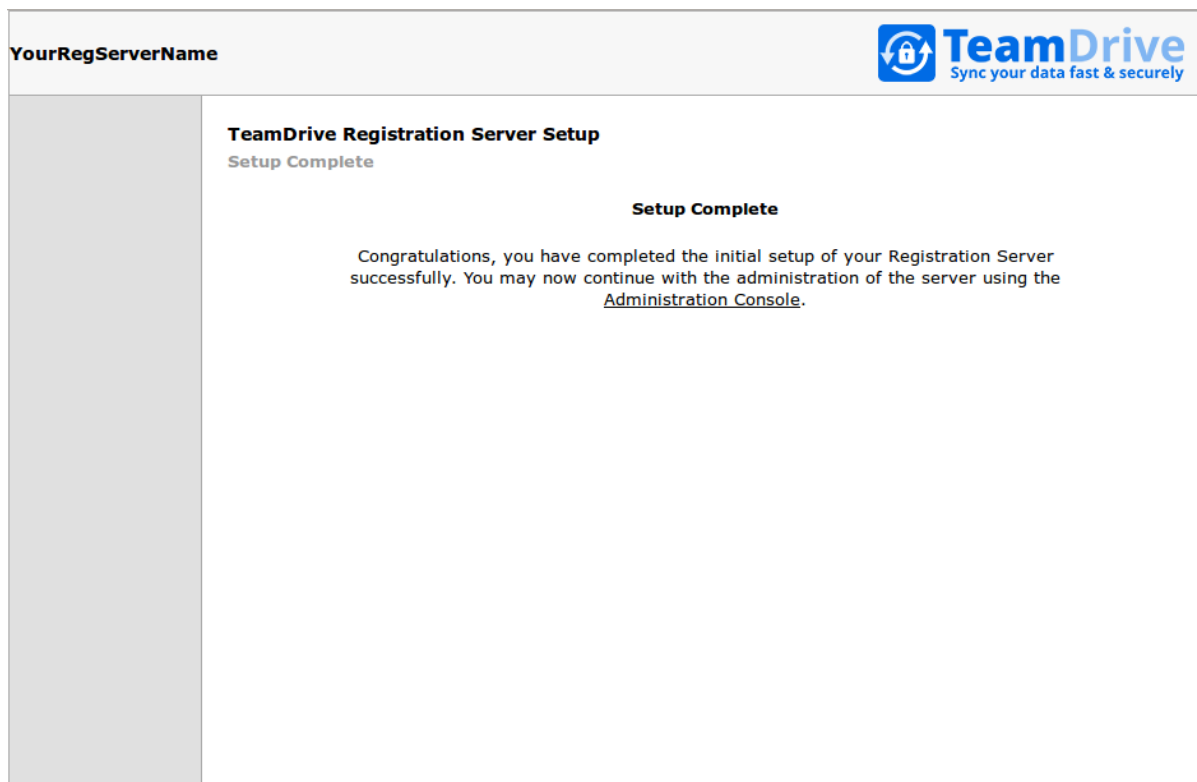 YourRegServerName
TeamDrive
Sync your data fast & securely
TeamDrive Registration Server Setup
Setup Complete
Setup Complete
Congratulations, you have completed the initial setup of your Registration Server
successfully. You may now continue with the administration of the server using the
Administration Console.